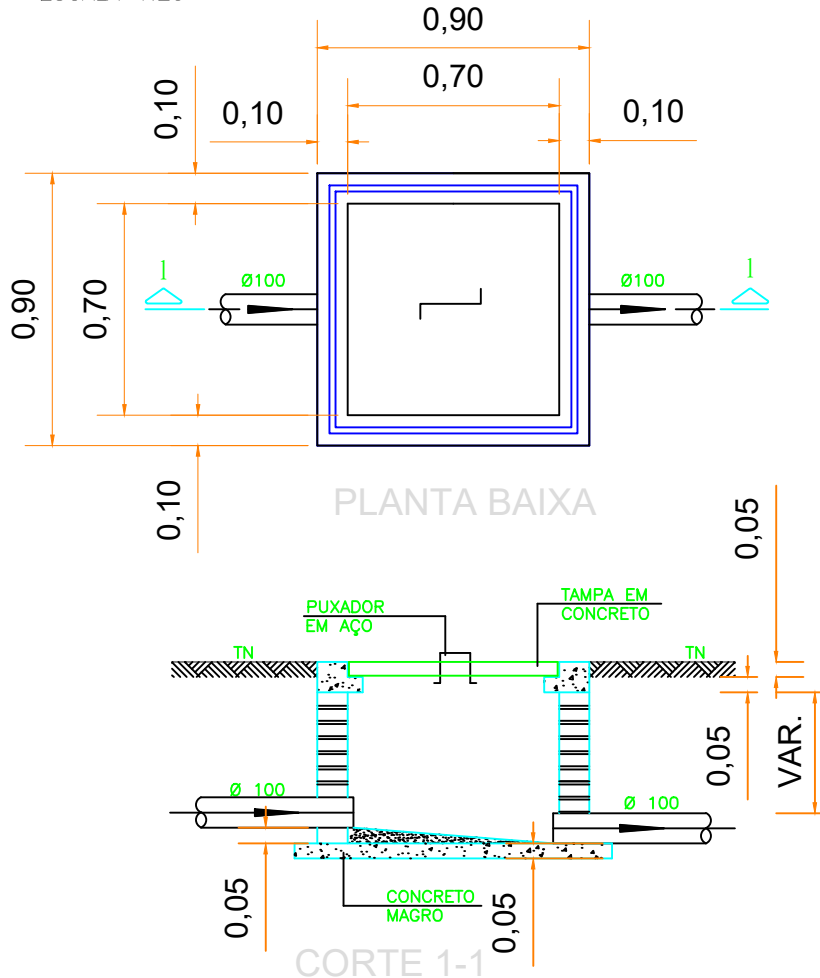 0,90
0,70
0,10
0,10
0,10
0,90
0,70
0,10
1
Ø100
Ø100
1
PLANTA BAIXA
0,05
PUXADOR
EM AÇO
TAMPA EM
CONCRETO
TN
TN
0,05
VAR.
Ø 100
Ø 100
0,05
CONCRETO
MAGRO
0,05
CORTE 1-1